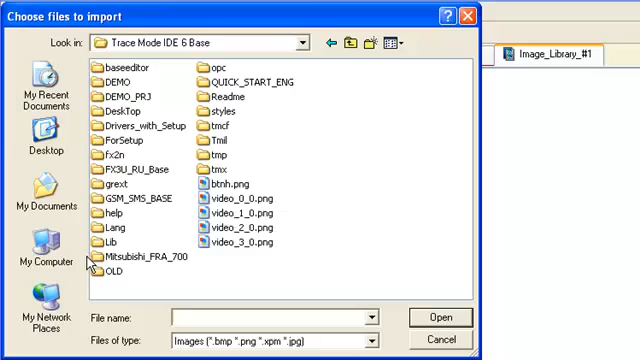 Choose files to import
Look in: Trace Mode IDE 6 Base
Image_Library_#1
My Recent
Documents
Desktop
My Documents
My Computer
My Network
Places
baseeditor
DEMO
DEMO_PRJ
DeskTop
Drivers_with_Setup
ForSetup
fx2n
FX3U_RU_Base
grext
GSM_SMS_BASE
help
Lang
Lib
Mitsubishi_FRA_700
OLD
opc
QUICK_START_ENG
Readme
styles
tmcf
Tmil
tmp
tmx
btnh.png
video_0_0.png
video_1_0.png
video_2_0.png
video_3_0.png
File name:
Open
Files of type: Images (*.bmp *.png *.xpm *.jpg)
Cancel